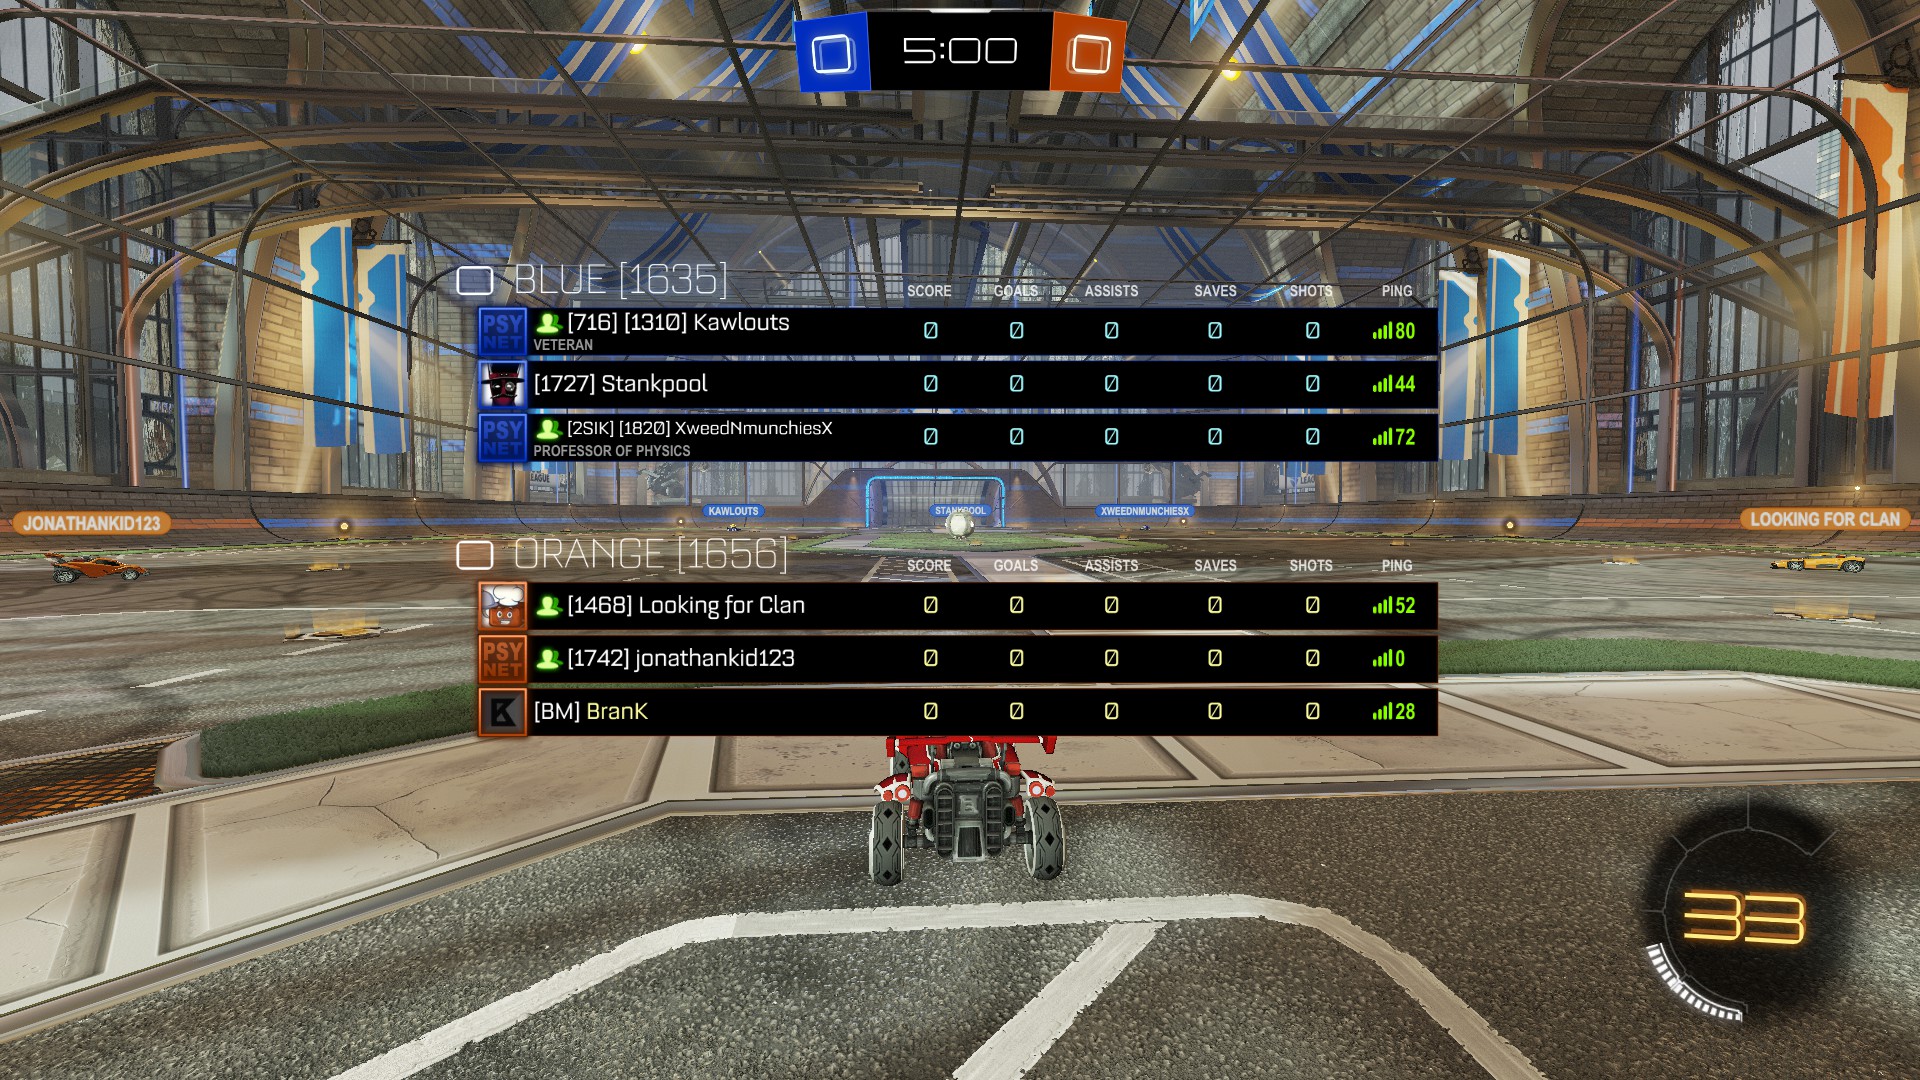 0 5:00 0
BLUE [1635] SCORE GOALS ASSISTS SAVES SHOTS PING
PSY NET [716] [1310] Kawlouts 0 0 0 0 0 80
VETERAN
[1727] Stankpool 0 0 0 0 0 44
PSY NET [2SIK] [1820] XweedNmunchiesX 0 0 0 0 0 72
PROFESSOR OF PHYSICS
KAWLOUTS STANKPOOL XWEEDNMUNCHIESX
JONATHANKID123 LOOKING FOR CLAN
ORANGE [1656] SCORE GOALS ASSISTS SAVES SHOTS PING
[1468] Looking for Clan 0 0 0 0 0 52
PSY NET [1742] jonathankid123 0 0 0 0 0 0
K [BM] BranK 0 0 0 0 0 28
33